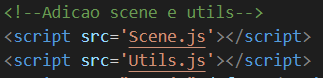 <!--Adicao scene e utils-->
<script src='Scene.js'></script>
<script src='Utils.js'></script>